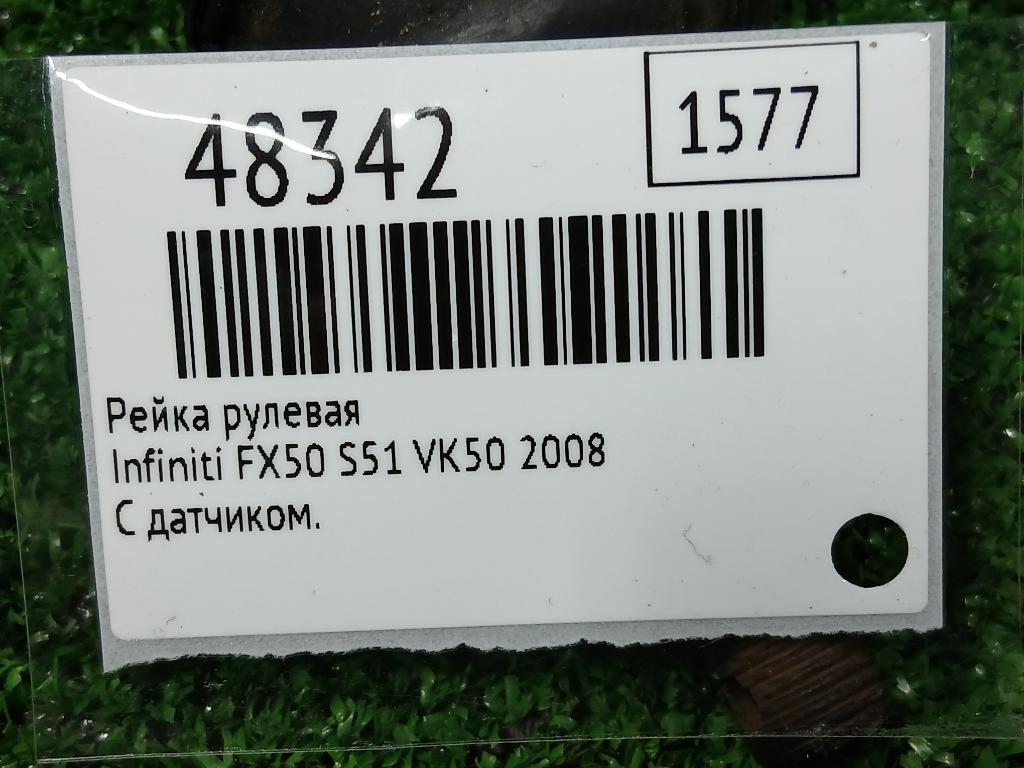 48342
1577
Рейка рулевая
Infiniti FX50 S51 VK50 2008
С датчиком.